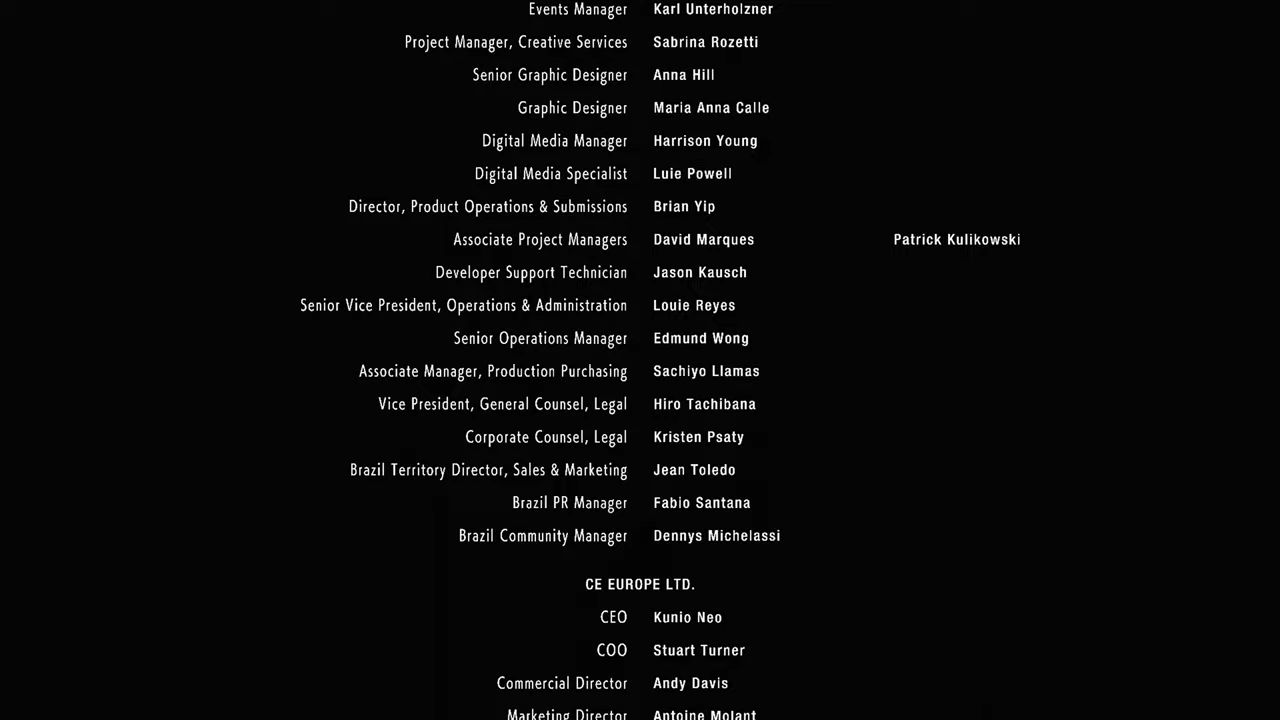 Events Manager Karl Unterholzner
Project Manager, Creative Services Sabrina Rozetti
Senior Graphic Designer Anna Hill
Graphic Designer Maria Anna Calle
Digital Media Manager Harrison Young
Digital Media Specialist Luie Powell
Director, Product Operations & Submissions Brian Yip
Associate Project Managers David Marques Patrick Kulikowski
Developer Support Technician Jason Kausch
Senior Vice President, Operations & Administration Louie Reyes
Senior Operations Manager Edmund Wong
Associate Manager, Production Purchasing Sachiyo Llamas
Vice President, General Counsel, Legal Hiro Tachibana
Corporate Counsel, Legal Kristen Psaty
Brazil Territory Director, Sales & Marketing Jean Toledo
Brazil PR Manager Fabio Santana
Brazil Community Manager Dennys Michelassi
CE EUROPE LTD.
CEO Kunio Neo
COO Stuart Turner
Commercial Director Andy Davis
Marketing Director Antoine Molant